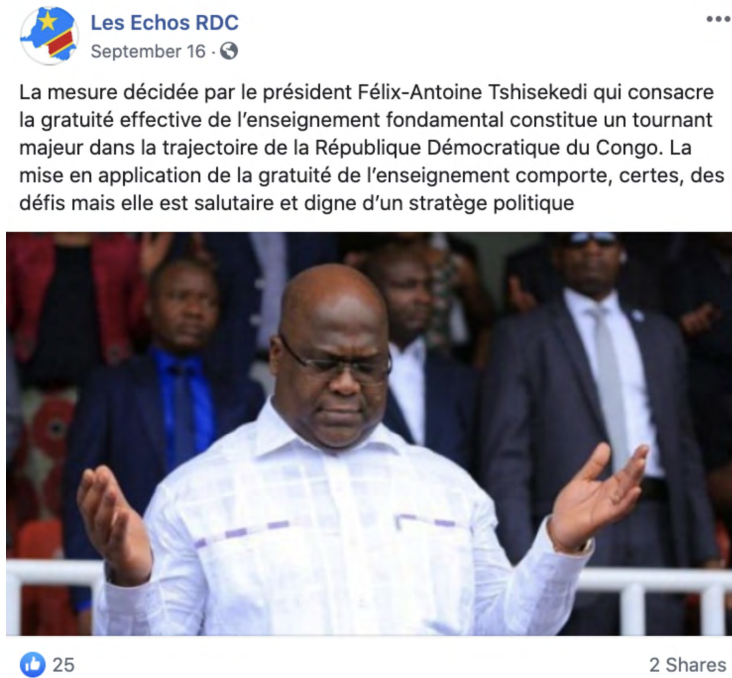 Les Echos RDC
September 16 ·
La mesure décidée par le président Félix-Antoine Tshisekedi qui consacre
la gratuité effective de l'enseignement fondamental constitue un tournant
majeur dans la trajectoire de la République Démocratique du Congo. La
mise en application de la gratuité de l'enseignement comporte, certes, des
défis mais elle est salutaire et digne d'un stratège politique
25
2 Shares